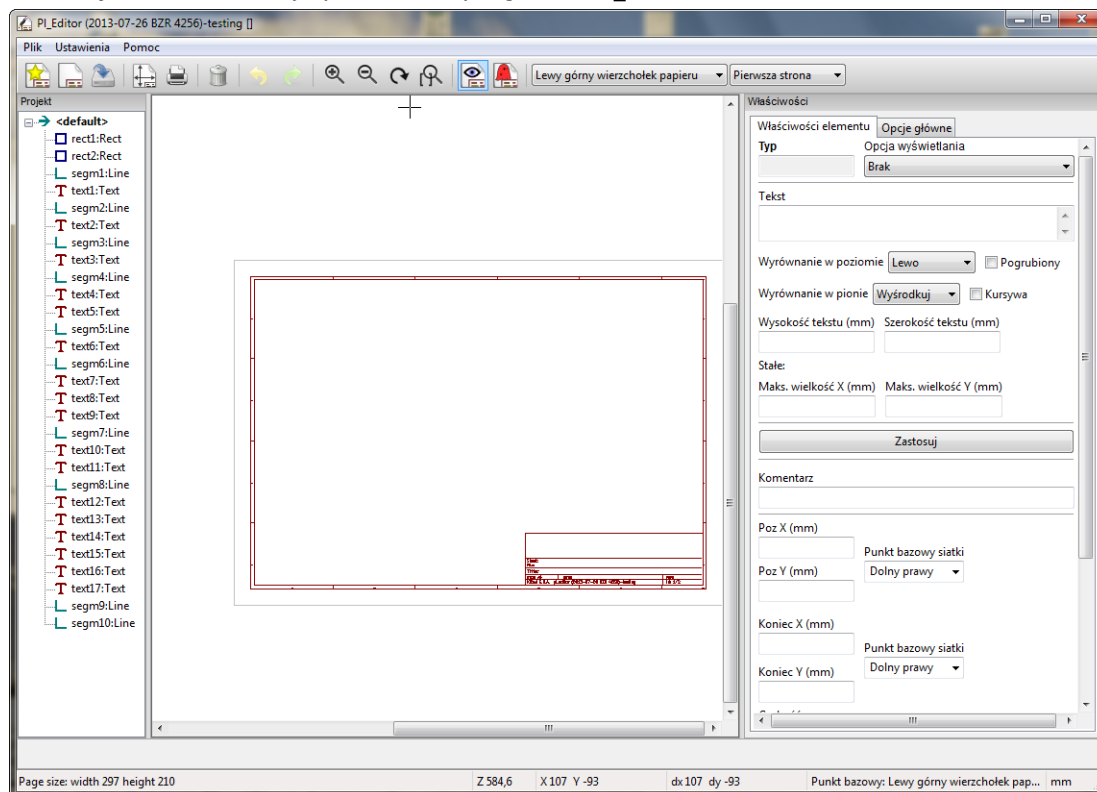 Pl_Editor (2013-07-26 BZR 4256)-testing []
Plik Ustawienia Pomoc
Lewy górny wierzchołek papieru Pierwsza strona
Projekt
<default>
rect1:Rect
rect2:Rect
segm1:Line
text1:Text
segm2:Line
text2:Text
segm3:Line
text3:Text
segm4:Line
text4:Text
text5:Text
segm5:Line
text6:Text
segm6:Line
text7:Text
text8:Text
text9:Text
segm7:Line
text10:Text
text11:Text
segm8:Line
text12:Text
text13:Text
text14:Text
text15:Text
text16:Text
text17:Text
segm9:Line
segm10:Line
Właściwości
Właściwości elementu Opcje główne
Typ Opcja wyświetlania
Brak
Tekst
Wyrównanie w poziomie Lewo Pogrubiony
Wyrównanie w pionie Wyśrodkuj Kursywa
Wysokość tekstu (mm) Szerokość tekstu (mm)
Stałe:
Maks. wielkość X (mm) Maks. wielkość Y (mm)
Zastosuj
Komentarz
Poz X (mm)
Punkt bazowy siatki
Poz Y (mm) Dolny prawy
Koniec X (mm)
Punkt bazowy siatki
Koniec Y (mm) Dolny prawy
Page size: width 297 height 210 Z 584,6 X 107 Y -93 dx 107 dy -93 Punkt bazowy: Lewy górny wierzchołek pap... mm